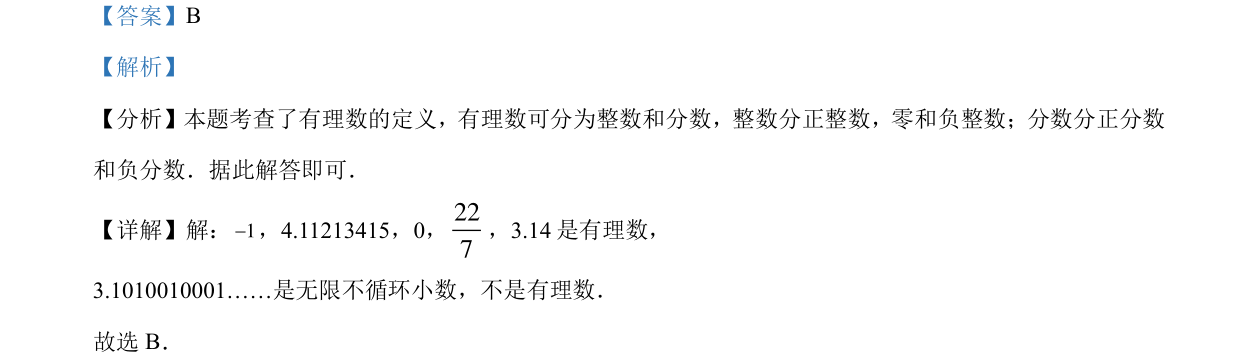 【答案】B
【解析】
【分析】本题考查了有理数的定义，有理数可分为整数和分数，整数分正整数，零和负整数；分数分正分数
和负分数．据此解答即可．
【详解】解：−1，4.11213415，0，22/7，3.14 是有理数，
3.1010010001……是无限不循环小数，不是有理数．
故选 B．